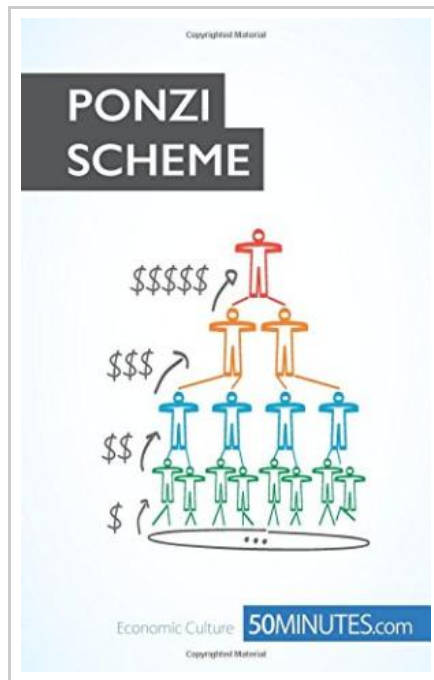 Copyrighted Material
PONZI
SCHEME
$$$$$
$$$
$$
$
...
Economic Culture 50MINUTES.com
Copyrighted Material